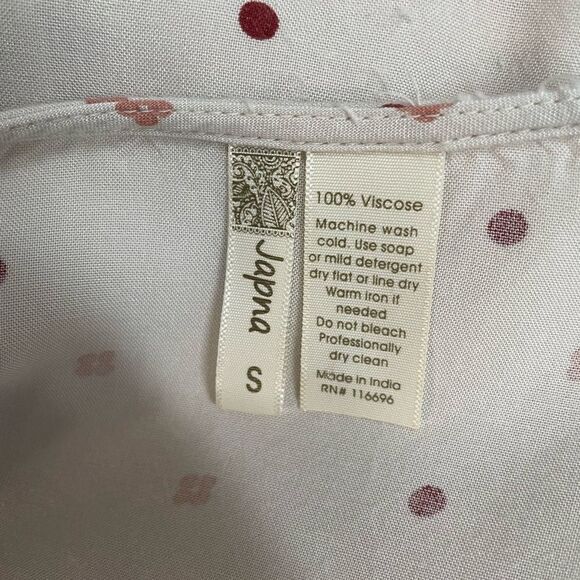 Japna
S
100% Viscose
Machine wash
cold. Use soap
or mild detergent
dry flat or line dry
Warm iron if
needed
Do not bleach
Professionally
dry clean
Made in India
RN# 116696